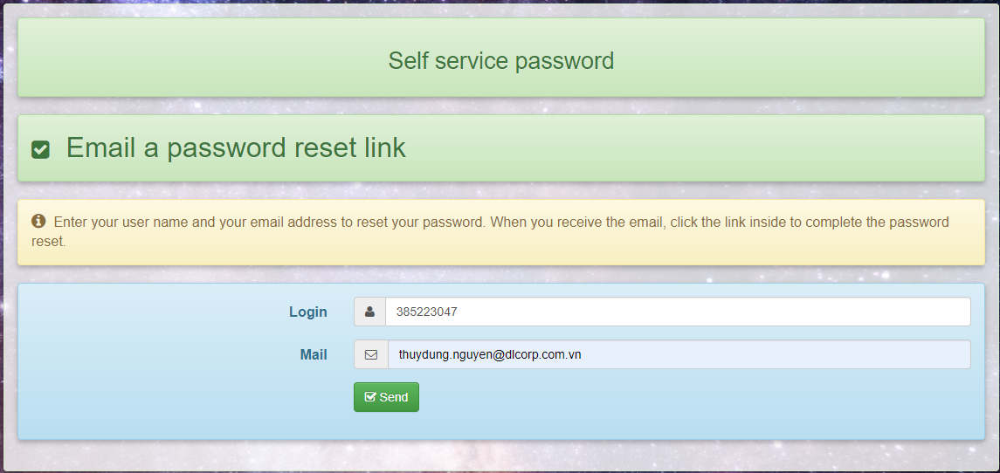 Self service password
Email a password reset link
Enter your user name and your email address to reset your password. When you receive the email, click the link inside to complete the password
reset.
Login
385223047
Mail
thuydung.nguyen@dlcorp.com.vn
Send